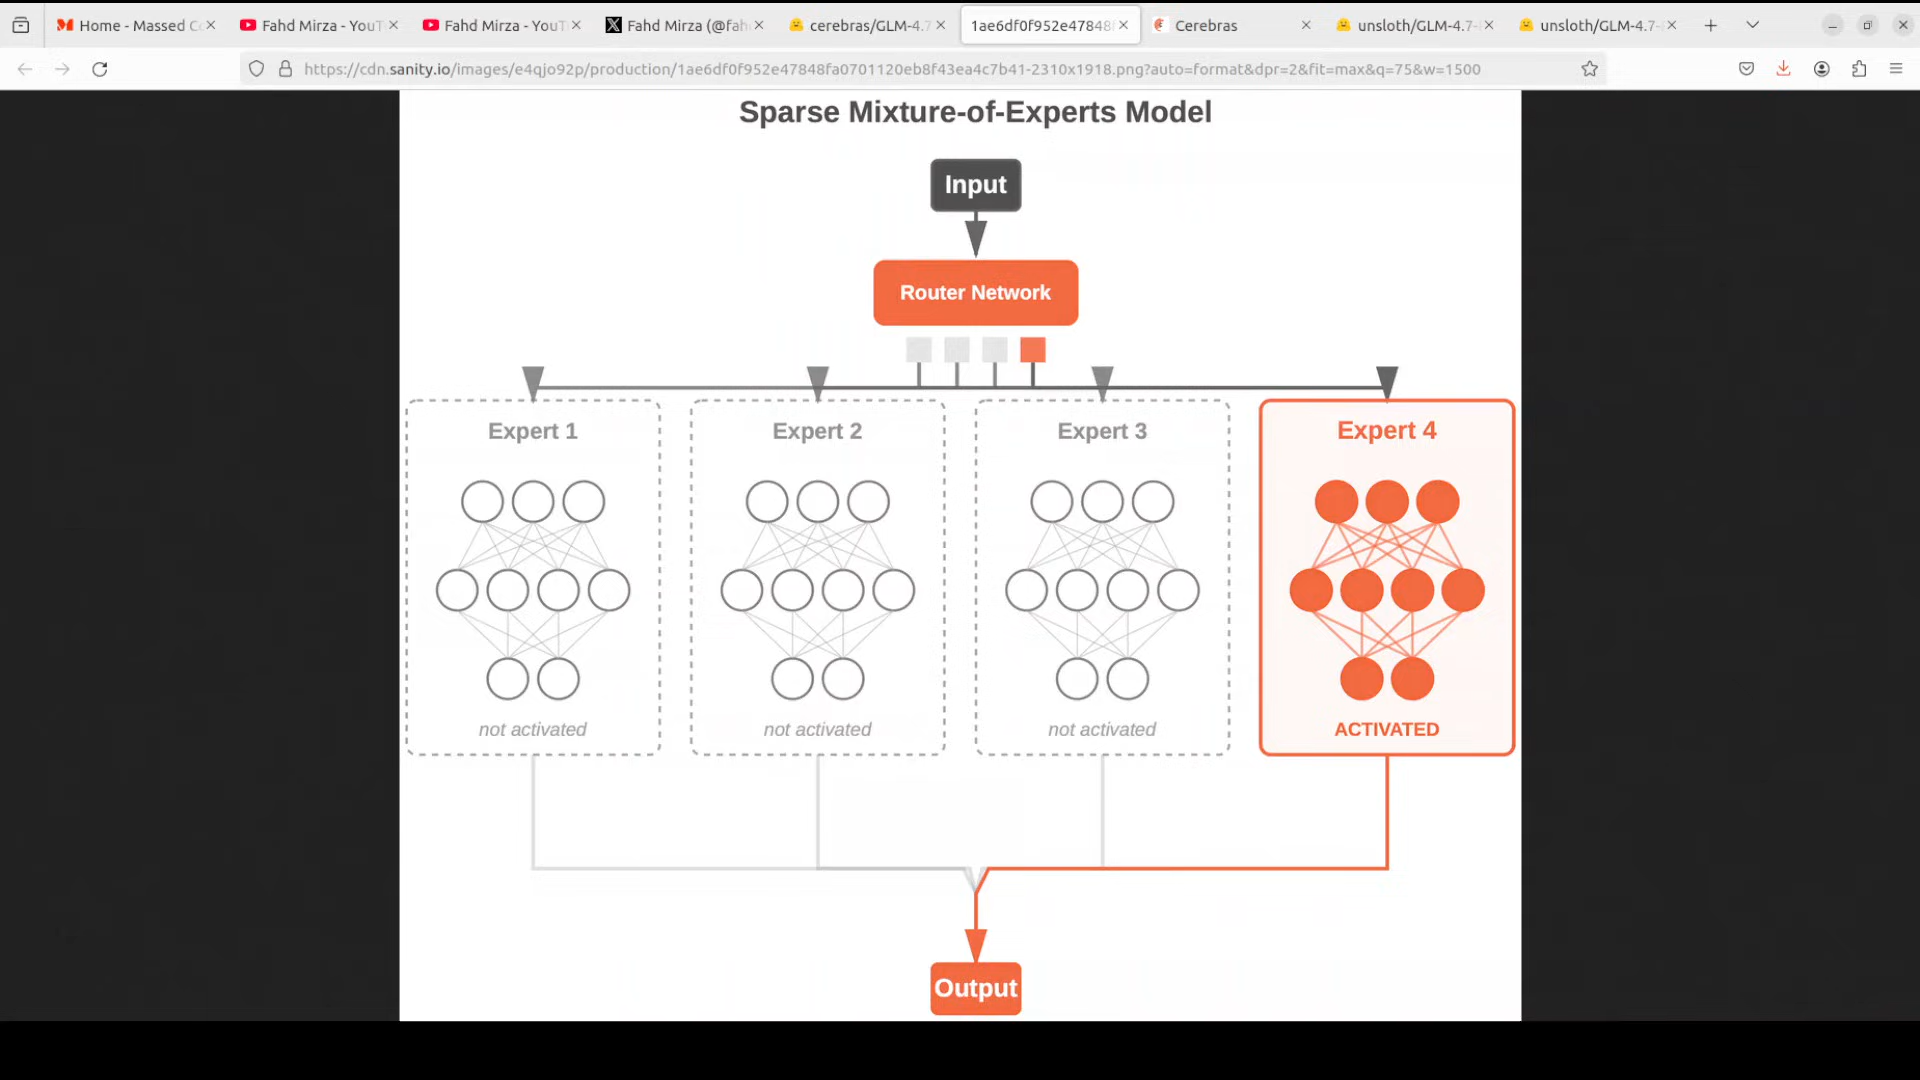 Home - Massed Co
Fahd Mirza - YouT
Fahd Mirza - YouT
Fahd Mirza (@fah
cerebras/GLM-4.7
1ae6df0f952e47848
Cerebras
unsloth/GLM-4.7-
unsloth/GLM-4.7-
https://cdn.sanity.io/images/e4qjo92p/production/1ae6df0f952e47848fa0701120eb8f43ea4c7b41-2310x1918.png?auto=format&dpr=2&fit=max&q=75&w=1500
Sparse Mixture-of-Experts Model
Input
Router Network
Expert 1
Expert 2
Expert 3
Expert 4
not activated
not activated
not activated
ACTIVATED
Output